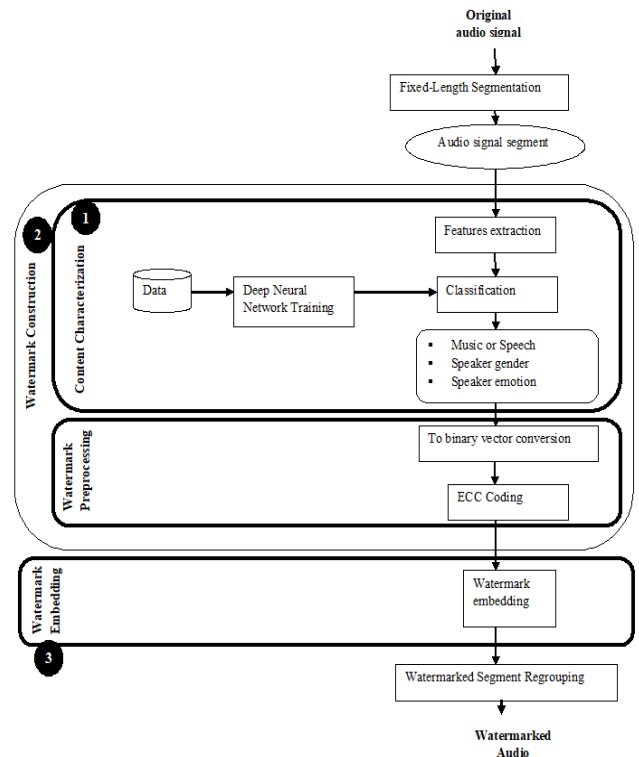 Original
audio signal
Fixed-Length Segmentation
Audio signal segment
1
2
Features extraction
Watermark Construction
Content Characterization
Data
Deep Neural
Network Training
Classification
▪ Music or Speech
▪ Speaker gender
▪ Speaker emotion
Watermark
Preprocessing
To binary vector conversion
ECC Coding
Watermark
Embedding
Watermark
embedding
3
Watermarked Segment Regrouping
Watermarked
Audio